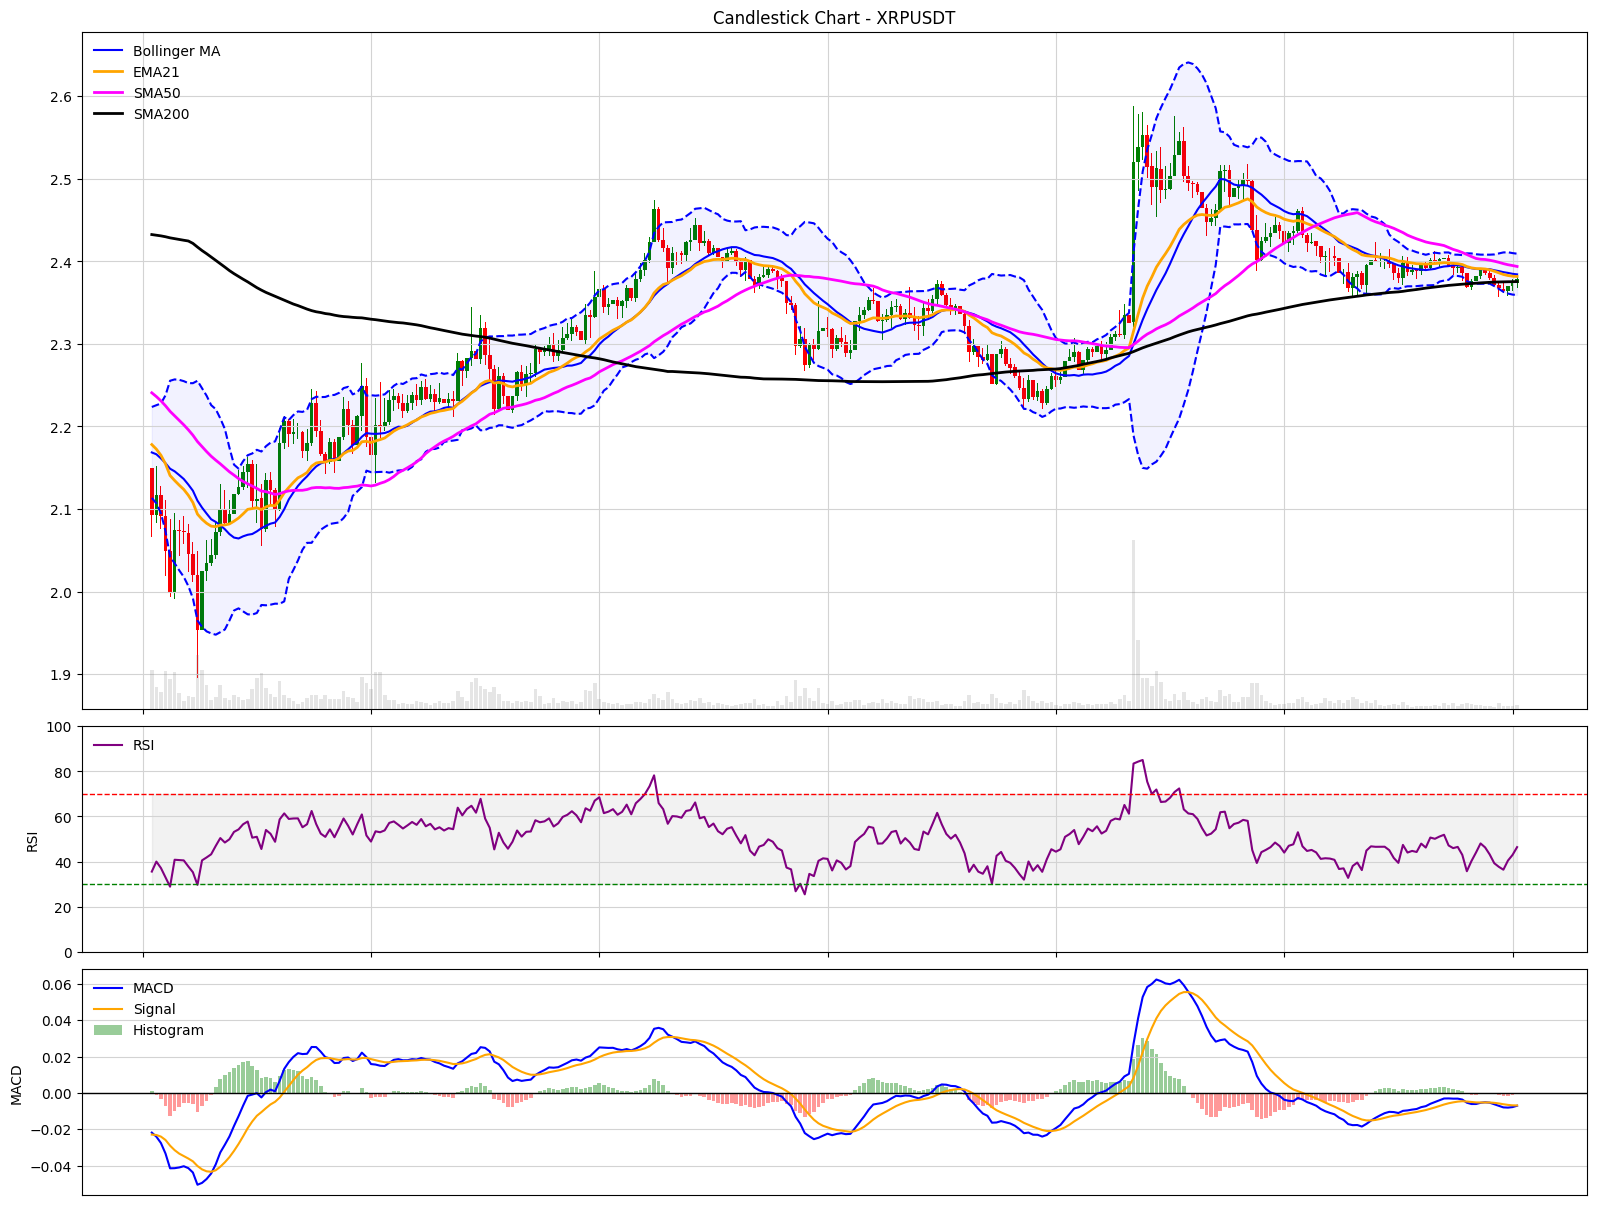 Candlestick Chart - XRPUSDT
Bollinger MA
EMA21
SMA50
SMA200
2.6
2.5
2.4
2.3
2.2
2.1
2.0
1.9
RSI
100
80
60
40
20
0
RSI
MACD
Signal
Histogram
0.06
0.04
0.02
0.00
−0.02
−0.04
MACD